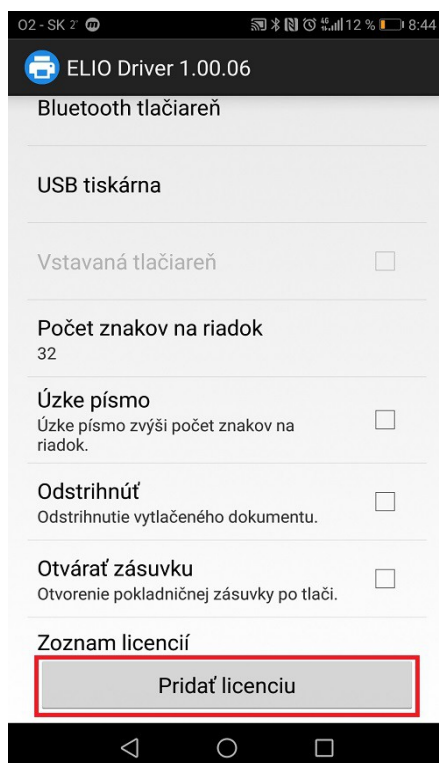 O2 - SK 12 % 8:44
ELIO Driver 1.00.06
Bluetooth tlačiareň
USB tiskárna
Vstavaná tlačiareň
Počet znakov na riadok
32
Úzke písmo
Úzke písmo zvýši počet znakov na
riadok.
Odstrihnúť
Odstrihnutie vytlačeného dokumentu.
Otvárať zásuvku
Otvorenie pokladničnej zásuvky po tlači.
Zoznam licencií
Pridať licenciu